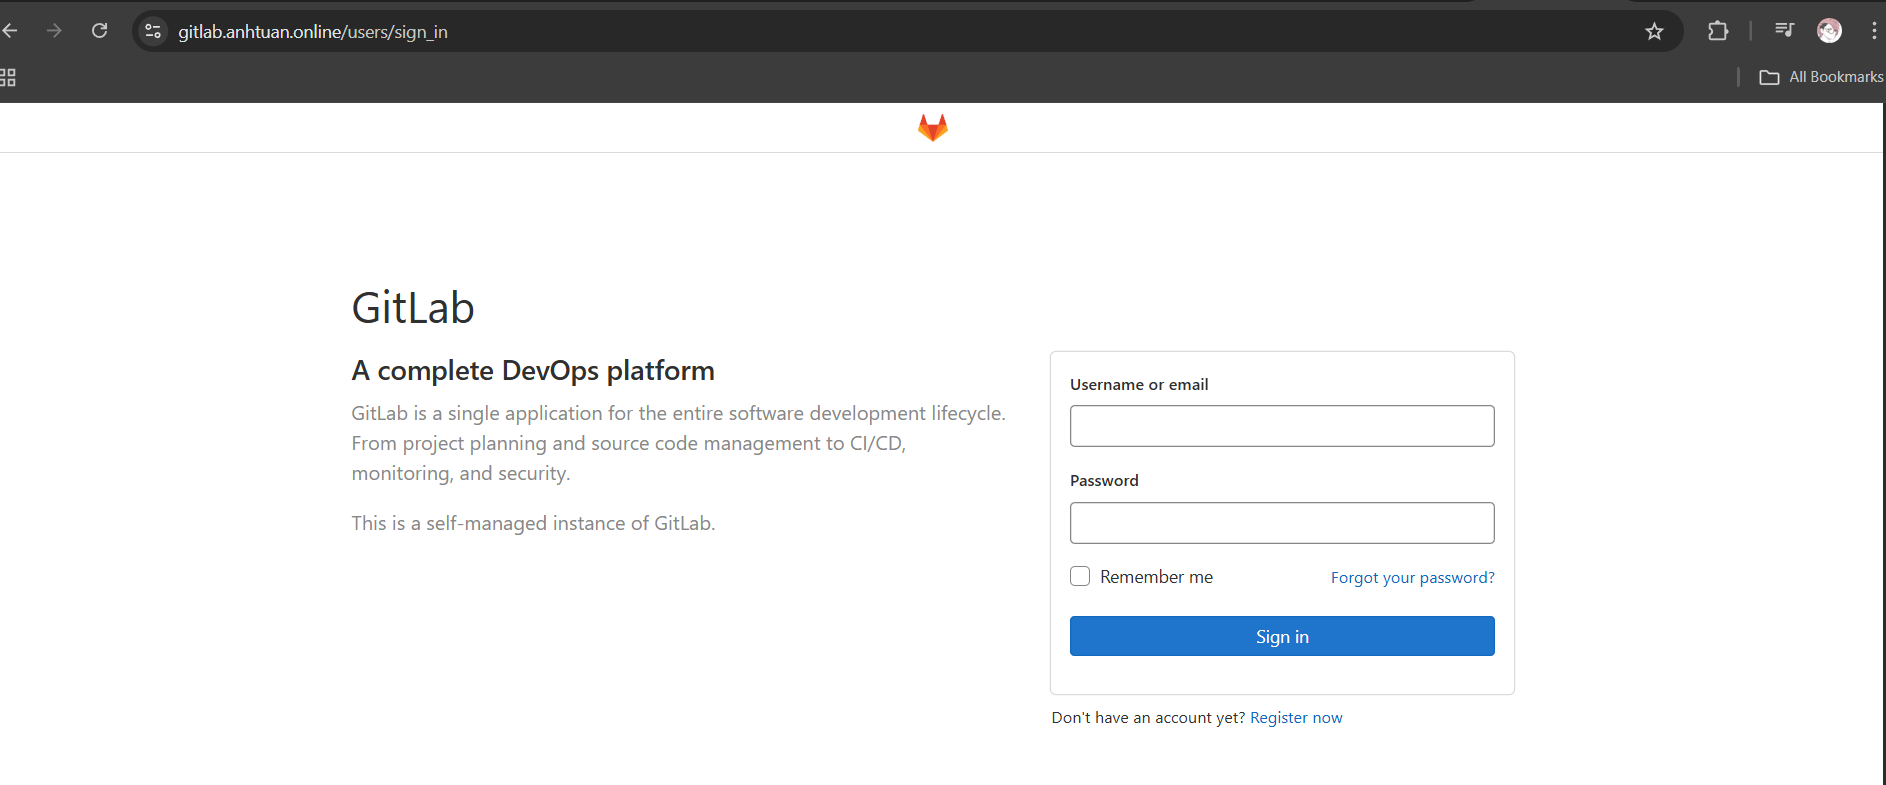 gitlab.anhtuan.online/users/sign_in
All Bookmarks
GitLab
A complete DevOps platform
GitLab is a single application for the entire software development lifecycle.
From project planning and source code management to CI/CD,
monitoring, and security.
This is a self-managed instance of GitLab.
Username or email
Password
Remember me
Forgot your password?
Sign in
Don't have an account yet? Register now